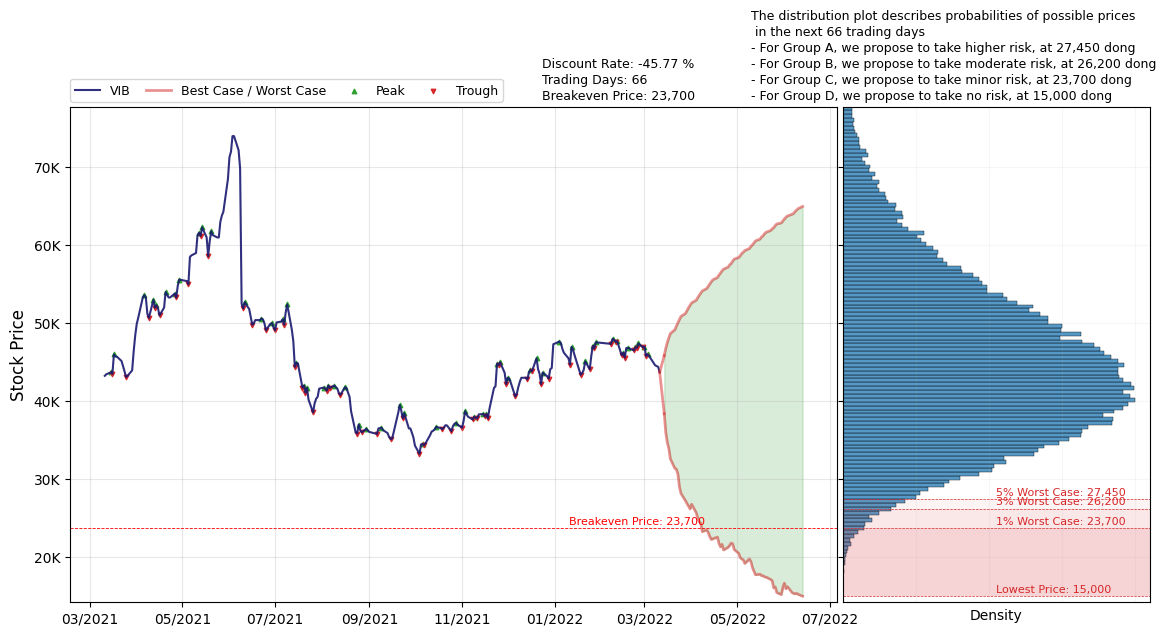 The distribution plot describes probabilities of possible prices
in the next 66 trading days
- For Group A, we propose to take higher risk, at 27,450 dong
- For Group B, we propose to take moderate risk, at 26,200 dong
- For Group C, we propose to take minor risk, at 23,700 dong
- For Group D, we propose to take no risk, at 15,000 dong
Discount Rate: -45.77 %
Trading Days: 66
Breakeven Price: 23,700
VIB
Best Case / Worst Case
Peak
Trough
Stock Price
70K
60K
50K
40K
30K
20K
Breakeven Price: 23,700
5% Worst Case: 27,450
3% Worst Case: 26,200
1% Worst Case: 23,700
Lowest Price: 15,000
03/2021
05/2021
07/2021
09/2021
11/2021
01/2022
03/2022
05/2022
07/2022
Density